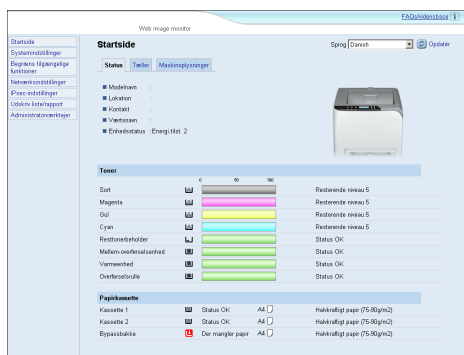 FAQs/vidensbase
Web image monitor
Startside
Systemindstillinger
Begræns tilgængelige funktioner
Netværksindstillinger
IPsec-indstillinger
Udskriv liste/rapport
Administratorværktøjer
Startside
Sprog Danish Opdatér
Status Tæller Maskinoplysninger
Modelnavn :
Lokation :
Kontakt :
Værtsnavn :
Enhedsstatus :Energi.tilst. 2
Toner
0 50 100
Sort Resterende niveau 5
Magenta Resterende niveau 5
Gul Resterende niveau 5
Cyan Resterende niveau 5
Resttonerbeholder Status OK
Mellem-overførselsenhed Status OK
Varmeenhed Status OK
Overførselsrulle Status OK
Papirkassette
Kassette 1 Status OK A4 Halvkraftigt papir (75-90g/m2)
Kassette 2 Status OK A4 Halvkraftigt papir (75-90g/m2)
Bypassbakke Der mangler papir A4 Halvkraftigt papir (75-90g/m2)